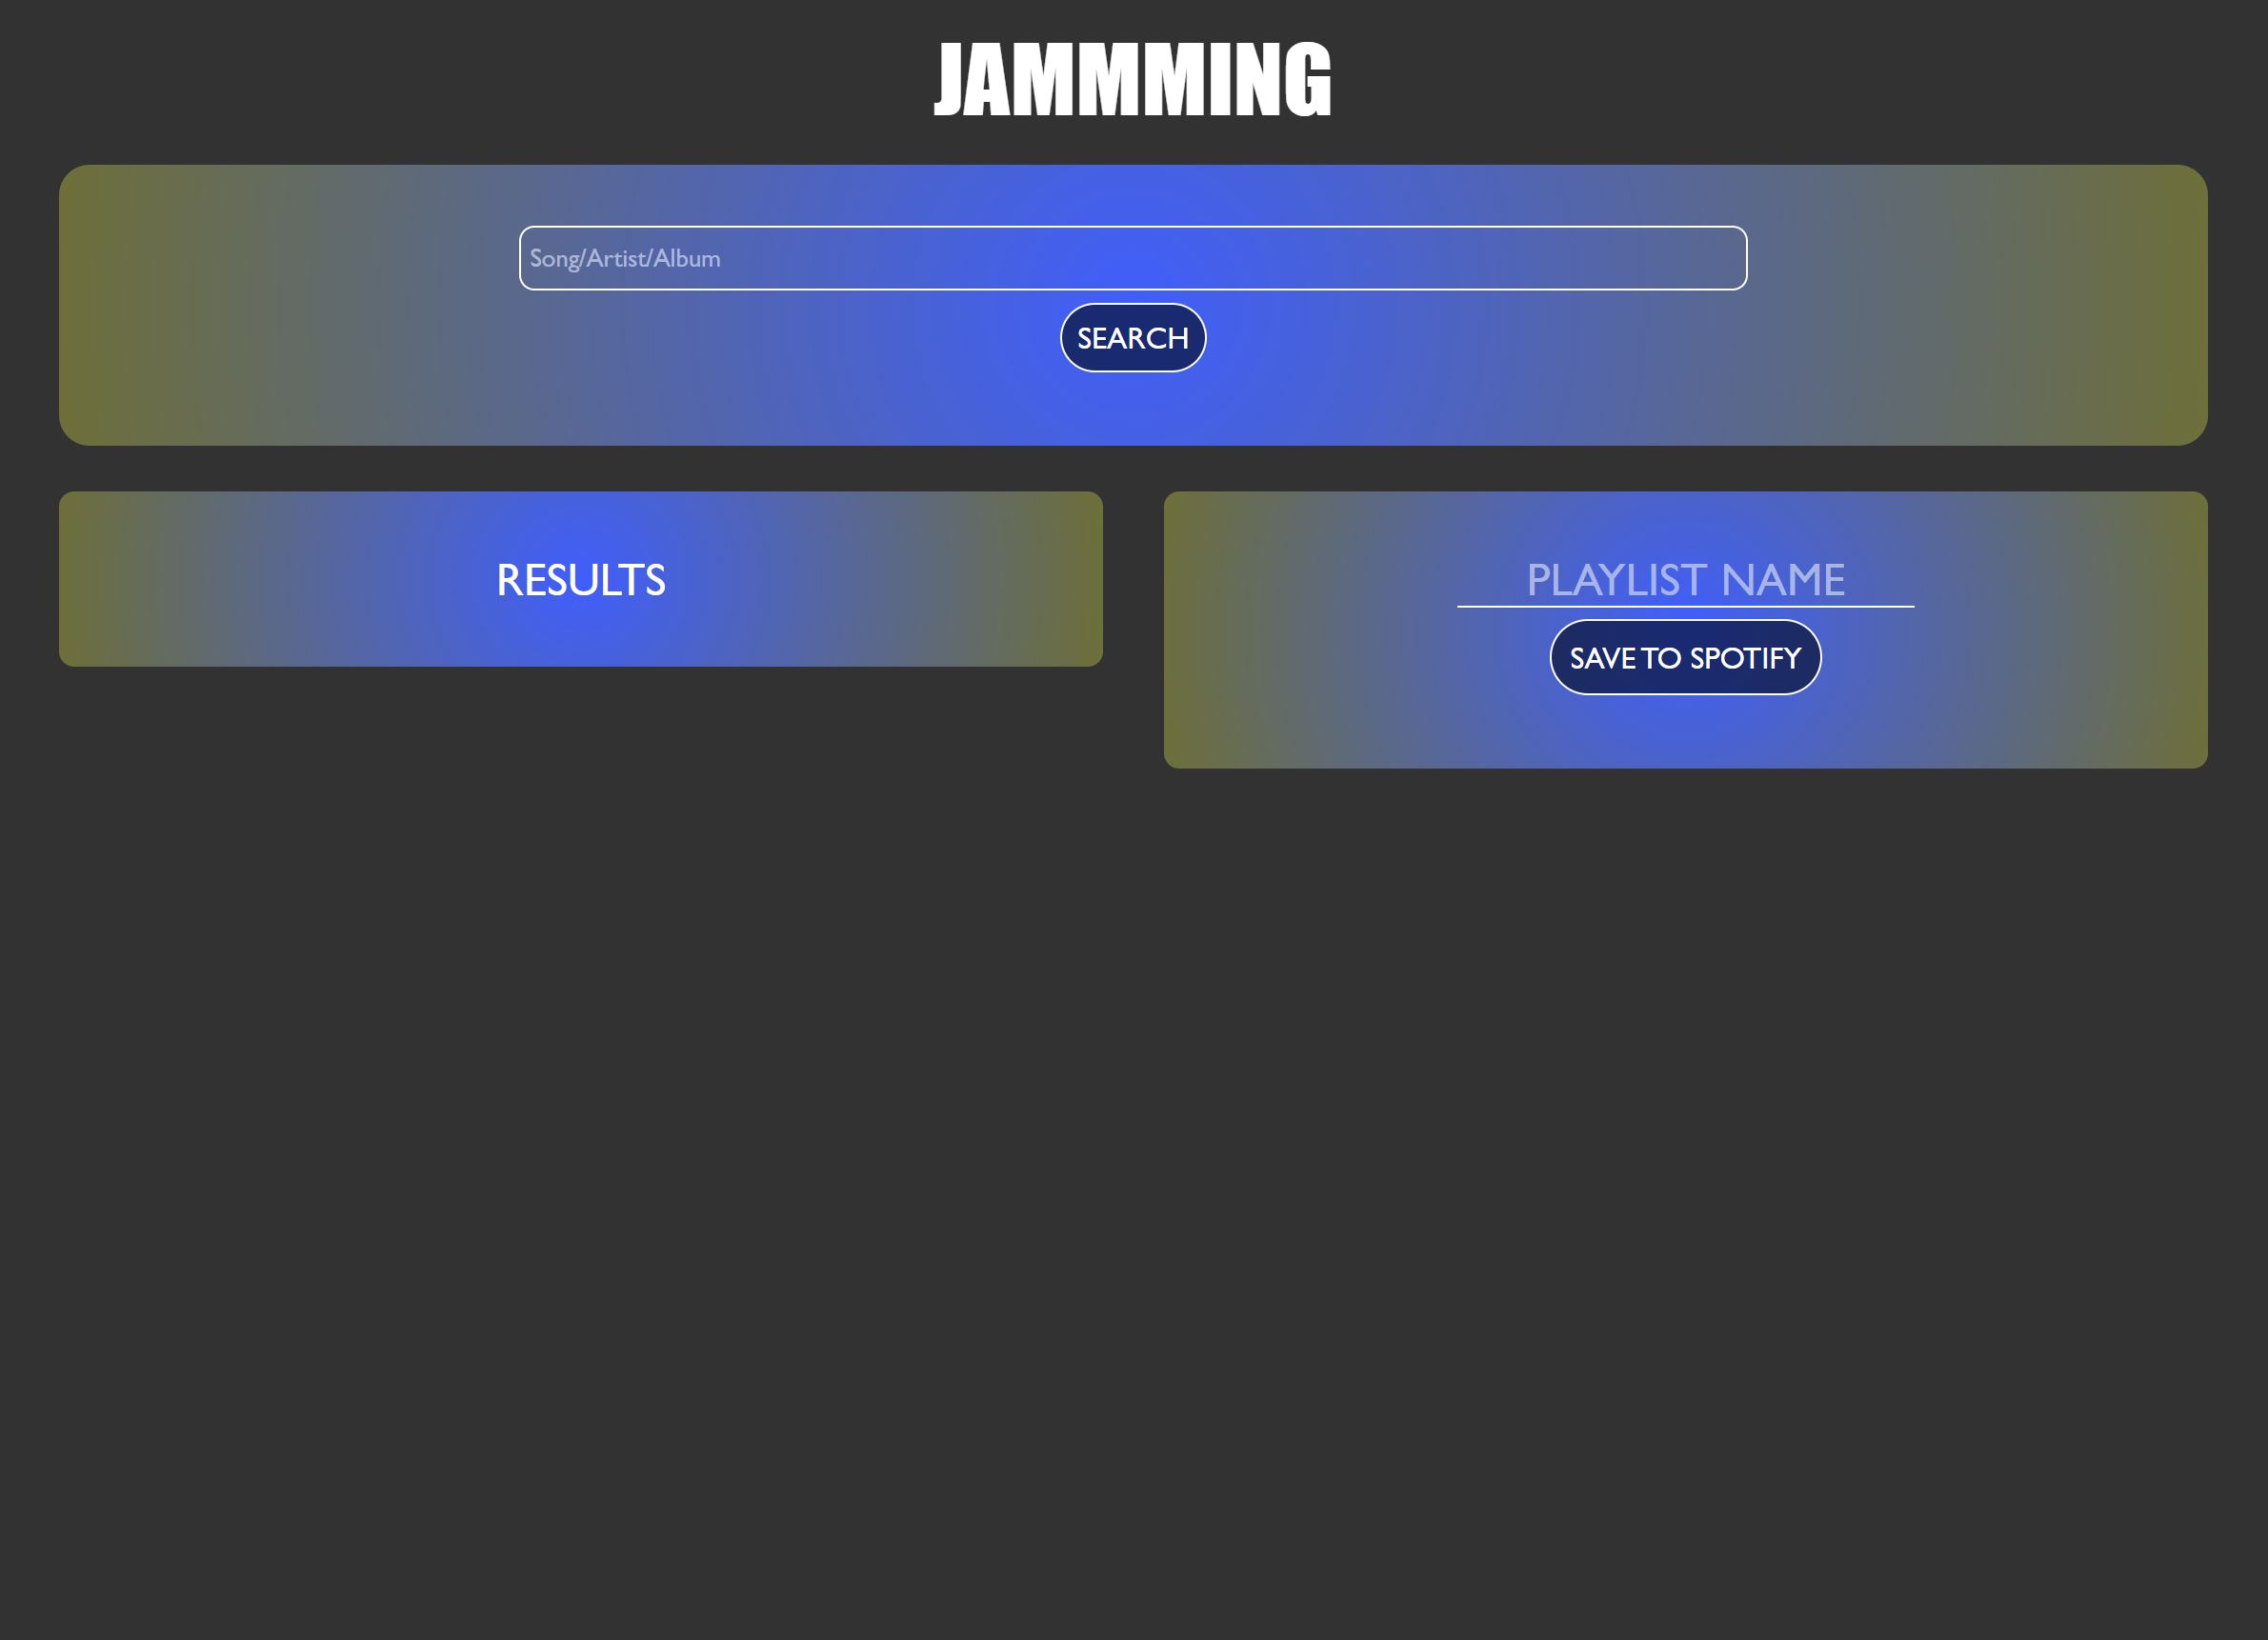 JAMMMING
Song/Artist/Album
SEARCH
RESULTS
PLAYLIST NAME
SAVE TO SPOTIFY